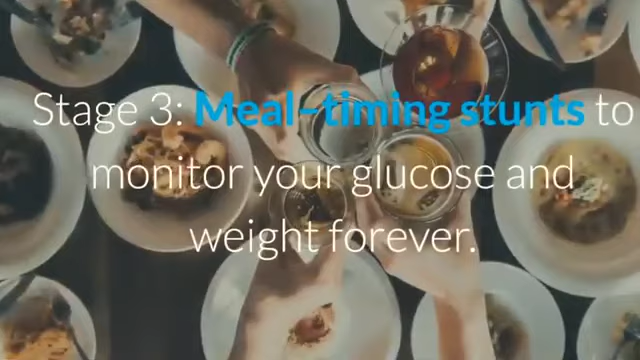 Stage 3: Meal-timing stunts to
monitor your glucose and
weight forever.